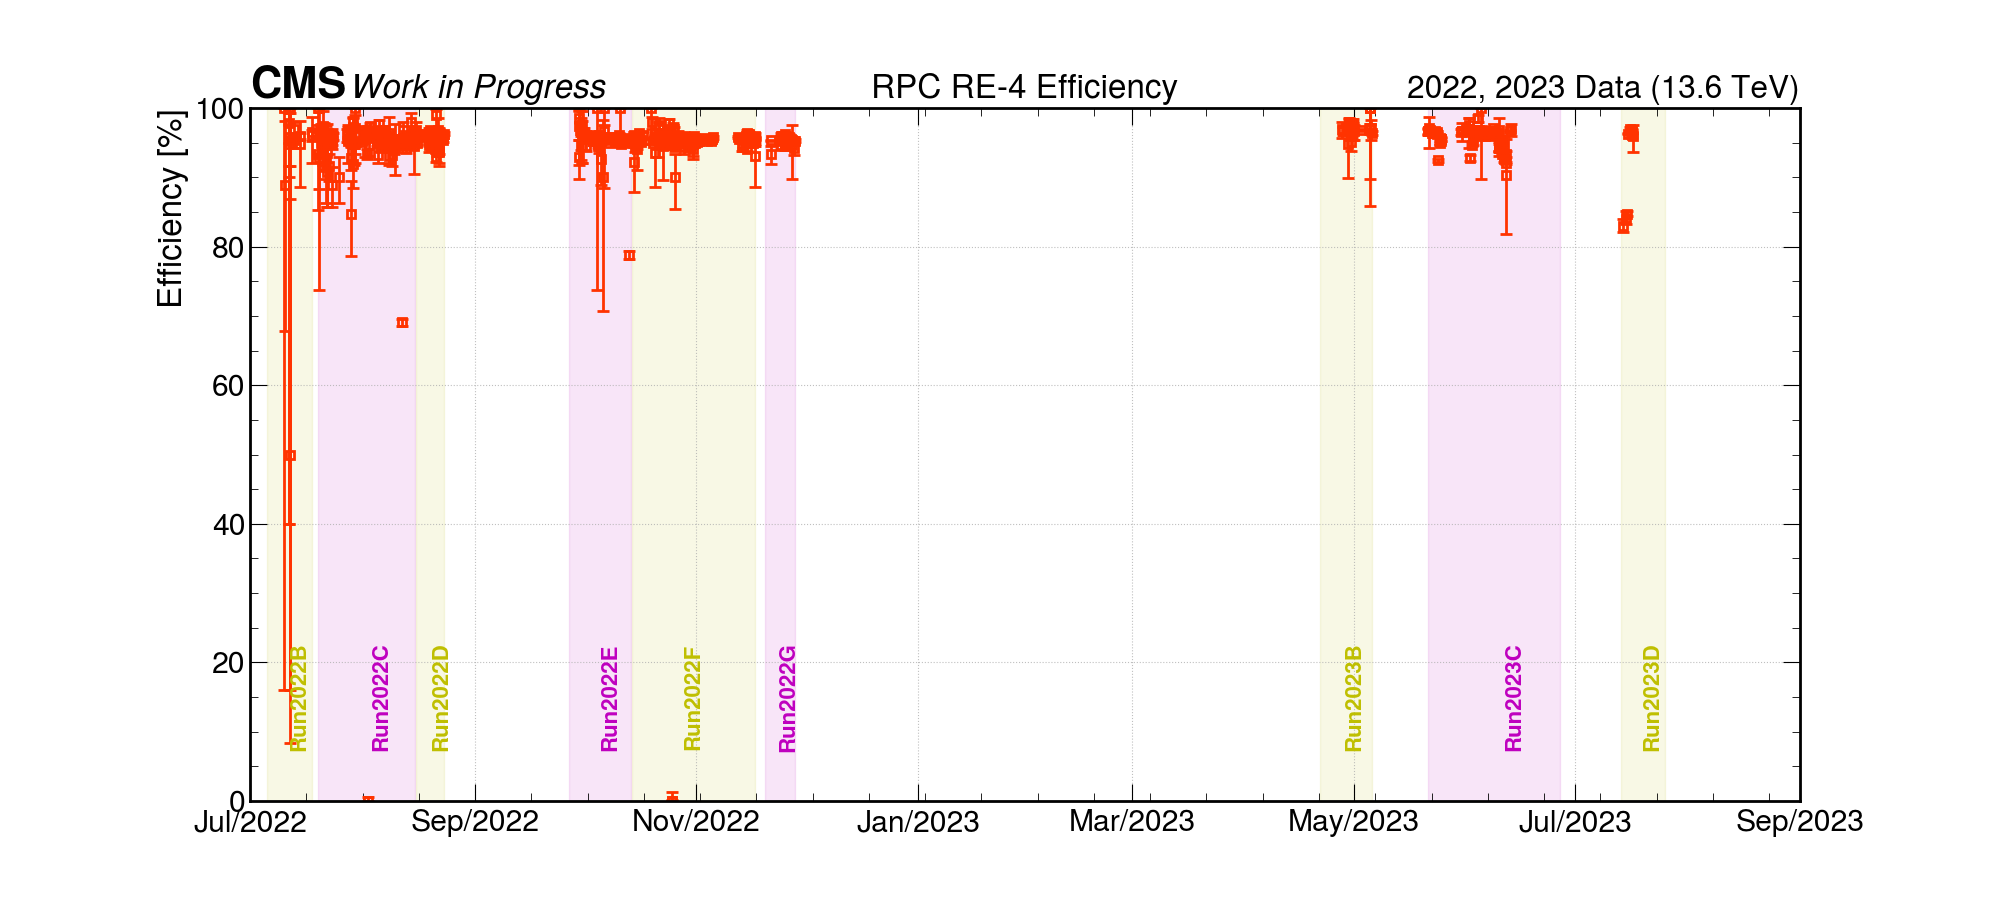 CMS Work in Progress RPC RE-4 Efficiency 2022, 2023 Data (13.6 TeV)
Efficiency [%]
100
80
60
40
20
0
Run2022B
Run2022C
Run2022D
Run2022E
Run2022F
Run2022G
Run2023B
Run2023C
Run2023D
Jul/2022 Sep/2022 Nov/2022 Jan/2023 Mar/2023 May/2023 Jul/2023 Sep/2023